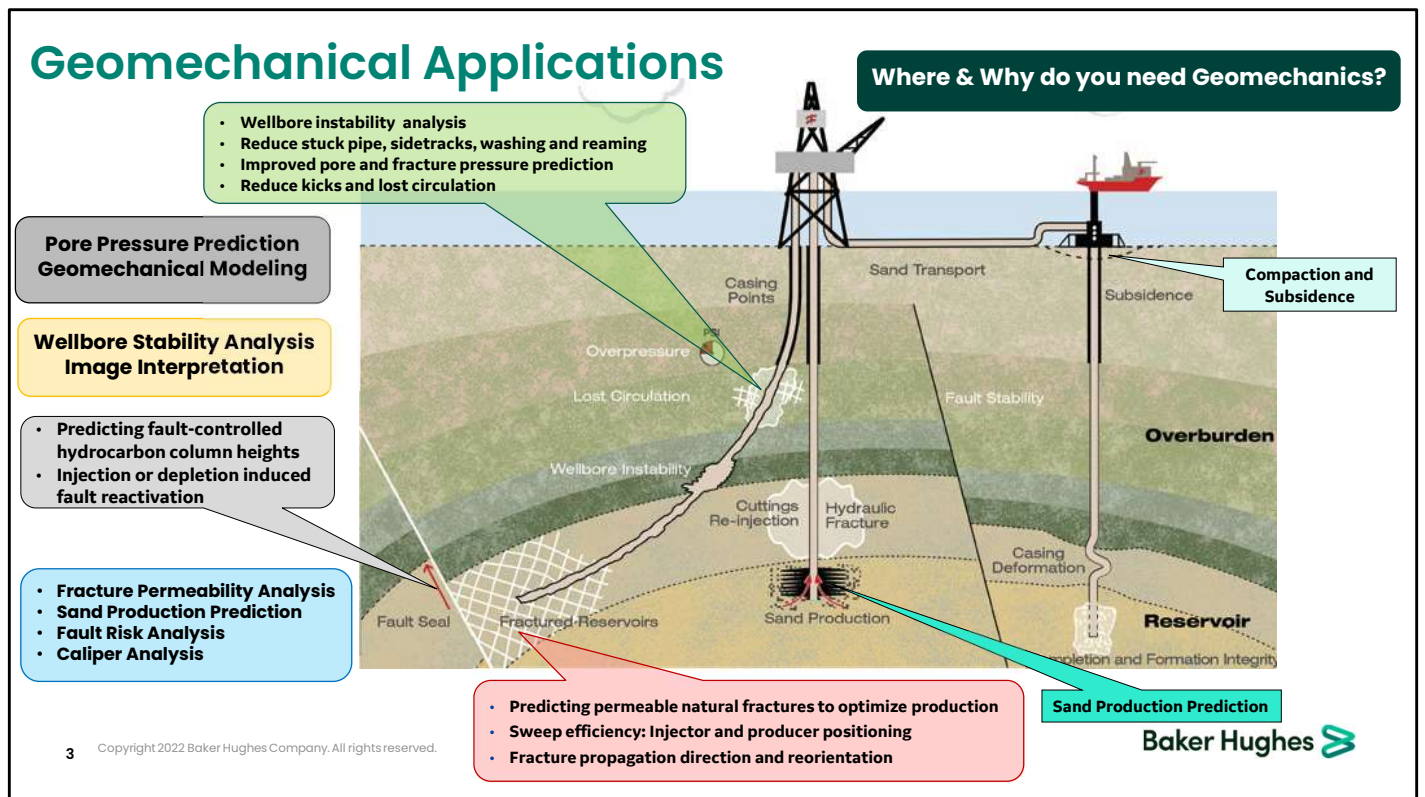 Geomechanical Applications
Where & Why do you need Geomechanics?
• Wellbore instability analysis
• Reduce stuck pipe, sidetracks, washing and reaming
• Improved pore and fracture pressure prediction
• Reduce kicks and lost circulation
Pore Pressure Prediction
Geomechanical Modeling
Wellbore Stability Analysis
Image Interpretation
• Predicting fault-controlled
hydrocarbon column heights
• Injection or depletion induced
fault reactivation
• Fracture Permeability Analysis
• Sand Production Prediction
• Fault Risk Analysis
• Caliper Analysis
Casing
Points
Sand Transport
Subsidence
Compaction and
Subsidence
PSI
Overpressure
Lost Circulation
Fault Stability
Overburden
Wellbore Instability
Cuttings
Re-injection
Hydraulic
Fracture
Casing
Deformation
Fault Seal
Fractured Reservoirs
Sand Production
Reservoir
mpletion and Formation Integrity
• Predicting permeable natural fractures to optimize production
• Sweep efficiency: Injector and producer positioning
• Fracture propagation direction and reorientation
Sand Production Prediction
3
Copyright 2022 Baker Hughes Company. All rights reserved.
Baker Hughes